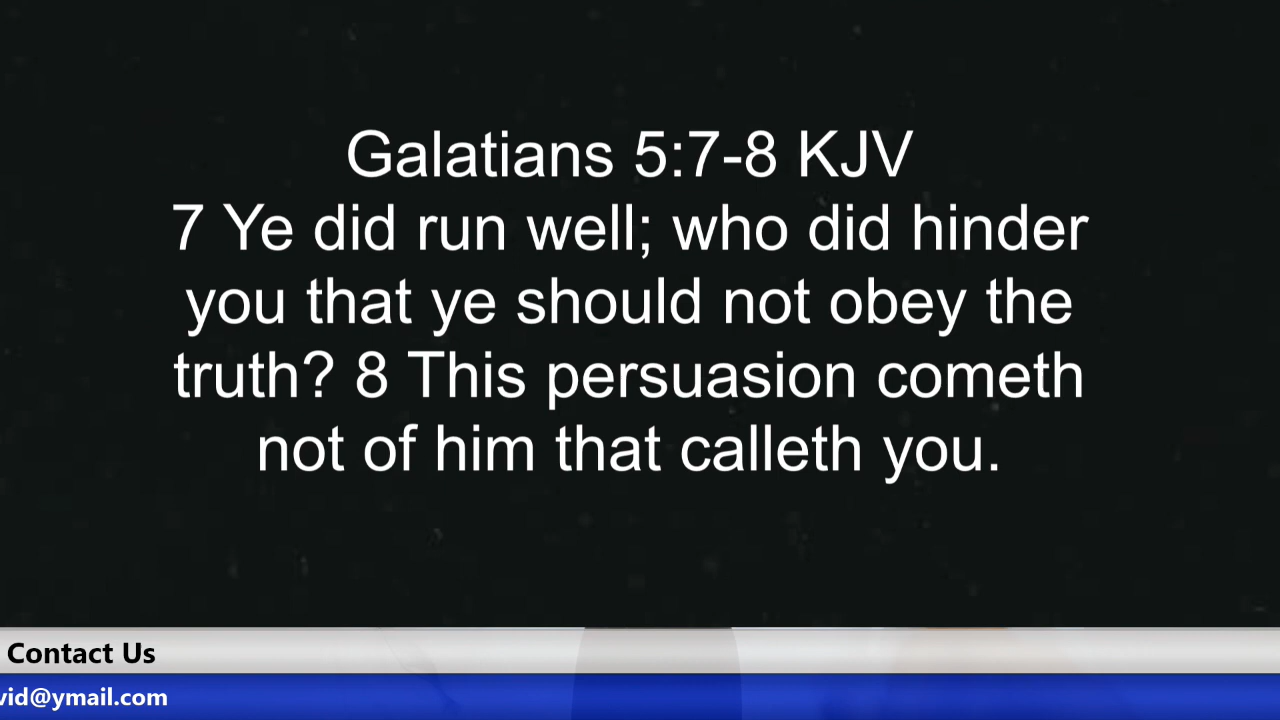 Galatians 5:7-8 KJV
7 Ye did run well; who did hinder
you that ye should not obey the
truth? 8 This persuasion cometh
not of him that calleth you.
Contact Us
vid@ymail.com